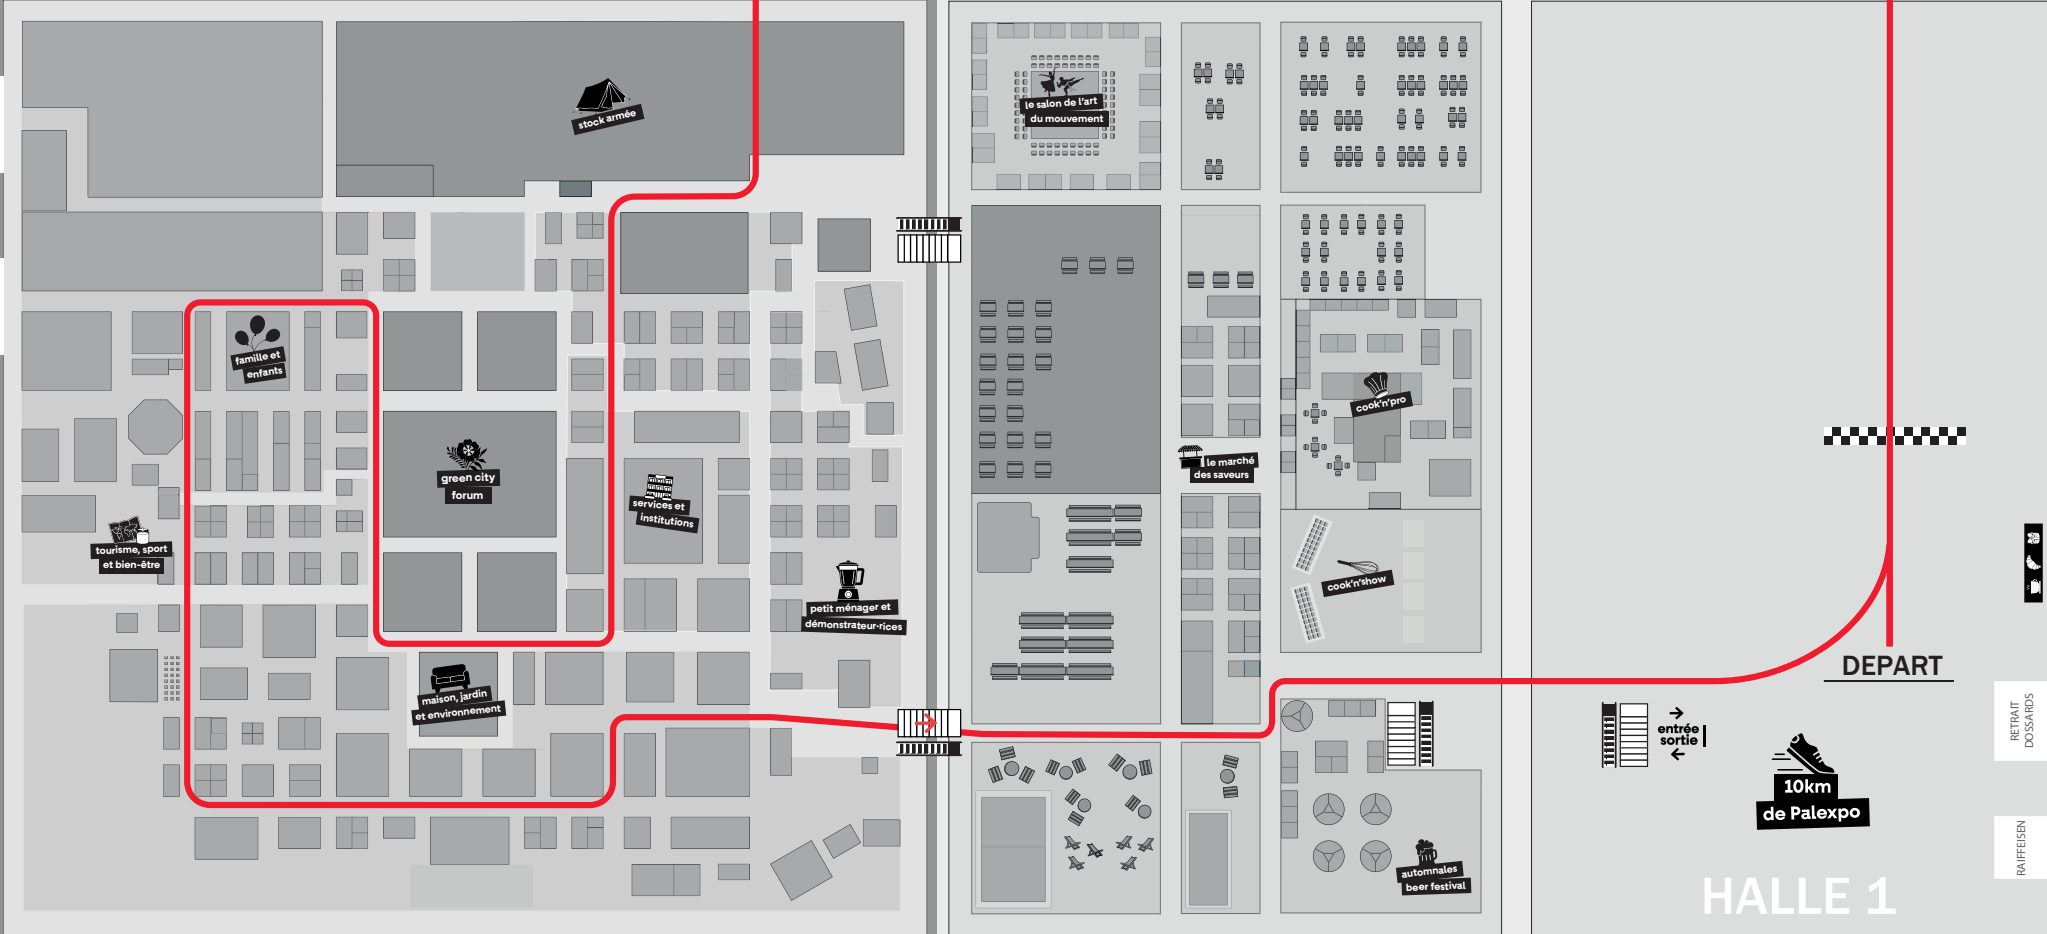 stock armée
le salon de l'art
du mouvement
famille et
enfants
cook'n'pro
green city
forum
le marché
des saveurs
services et
institutions
tourisme, sport
et bien-être
cook'n'show
petit ménager et
démonstrateur·rices
DEPART
maison, jardin
et environnement
entrée
sortie
RETRAIT
DOSSARDS
10km
de Palexpo
RAIFFEISEN
automnales
beer festival
HALLE 1